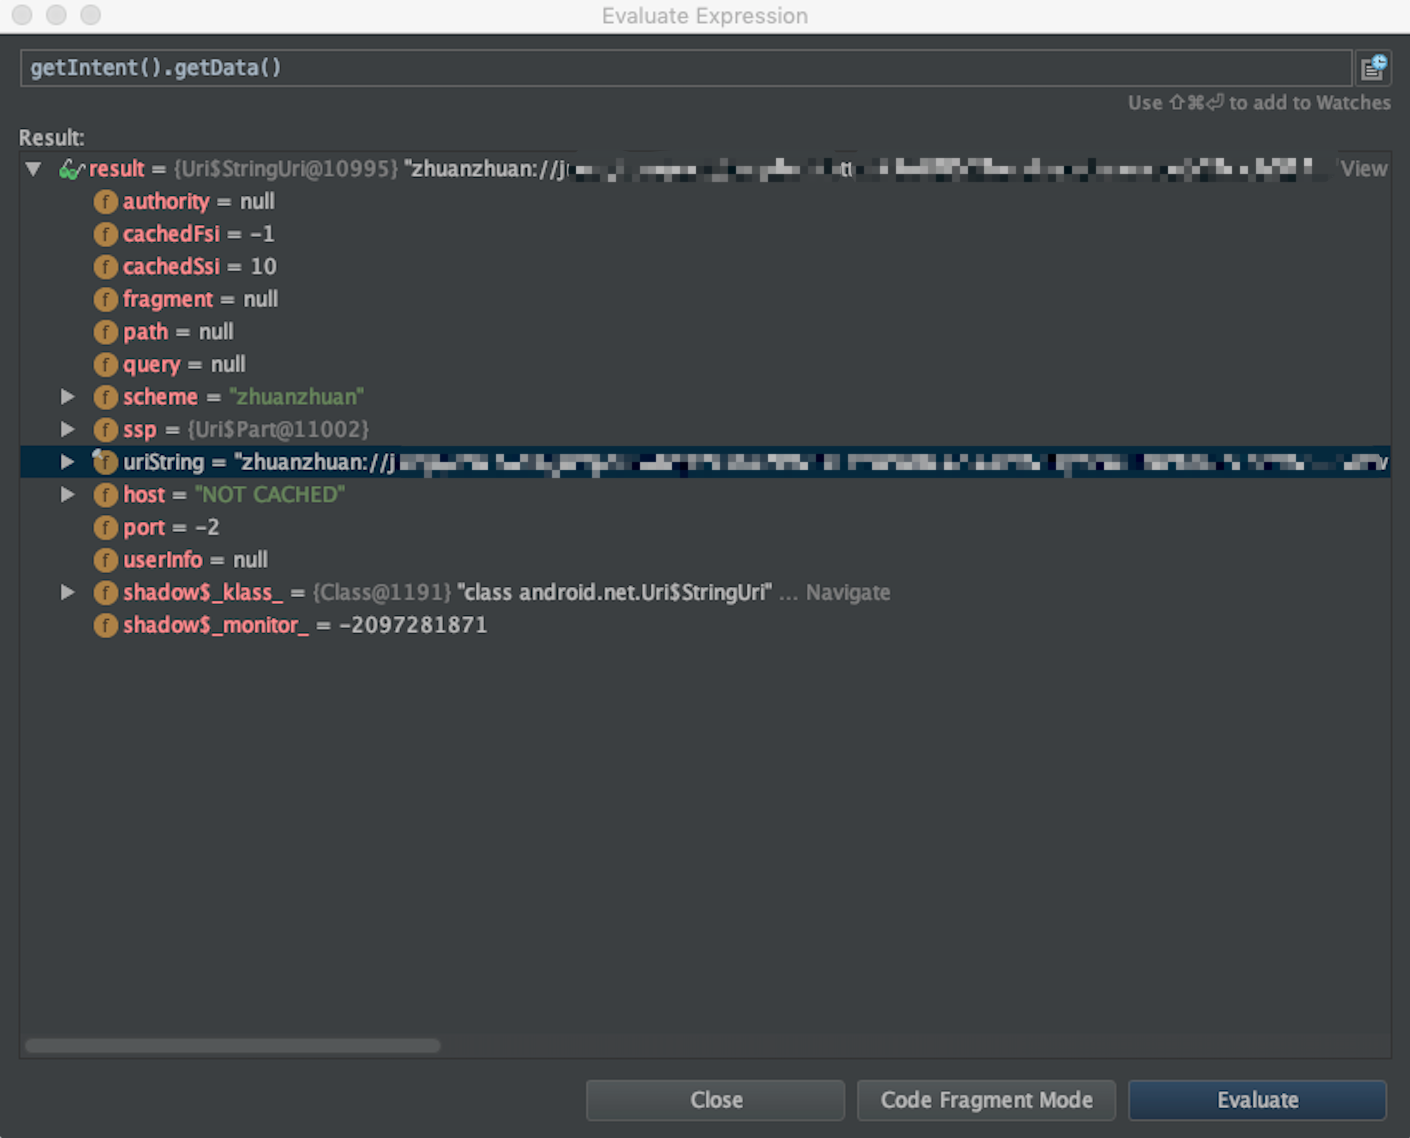 Evaluate Expression
getIntent().getData()
Use ⇧⌘⏎ to add to Watches
Result:
result = {Uri$StringUri@10995} "zhuanzhuan://j tt View
f authority = null
f cachedFsi = -1
f cachedSsi = 10
f fragment = null
f path = null
f query = null
f scheme = "zhuanzhuan"
f ssp = {Uri$Part@11002}
f uriString = "zhuanzhuan://j
f host = "NOT CACHED"
f port = -2
f userInfo = null
f shadow$_klass_ = {Class@1191} "class android.net.Uri$StringUri" ... Navigate
f shadow$_monitor_ = -2097281871
Close Code Fragment Mode Evaluate